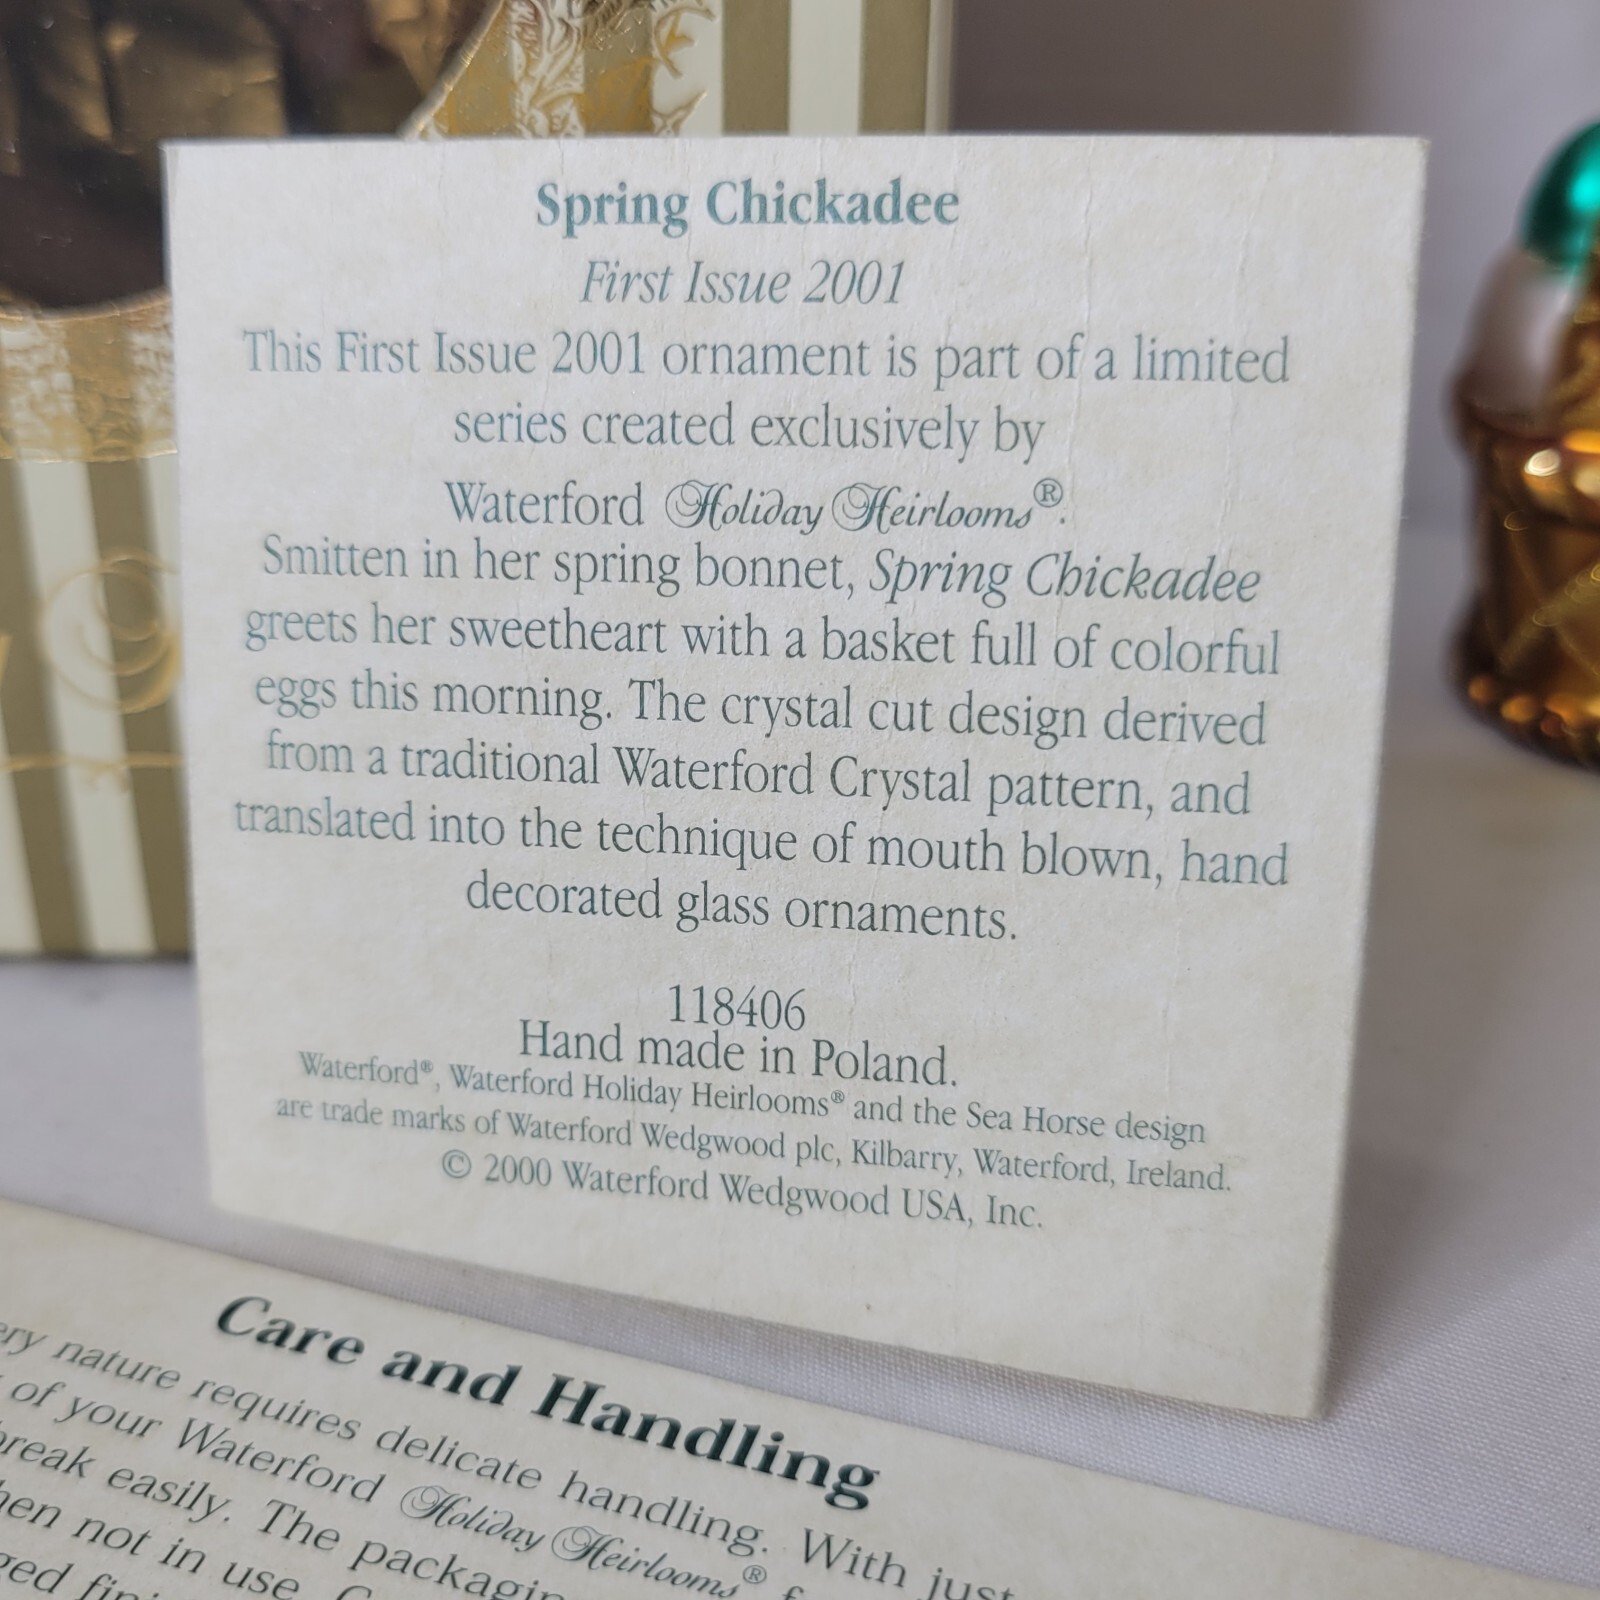 Spring Chickadee
First Issue 2001
This First Issue 2001 ornament is part of a limited
series created exclusively by
Waterford Holiday Heirlooms®.
Smitten in her spring bonnet, Spring Chickadee
greets her sweetheart with a basket full of colorful
eggs this morning. The crystal cut design derived
from a traditional Waterford Crystal pattern, and
translated into the technique of mouth blown, hand
decorated glass ornaments.
118406
Hand made in Poland.
Waterford®, Waterford Holiday Heirlooms® and the Sea Horse design
are trade marks of Waterford Wedgwood plc, Kilbarry, Waterford, Ireland.
© 2000 Waterford Wedgwood USA, Inc.
Care and Handling
nature requires delicate handling. With just
of your Waterford Holiday Heirlooms®
break easily. The
not in use.